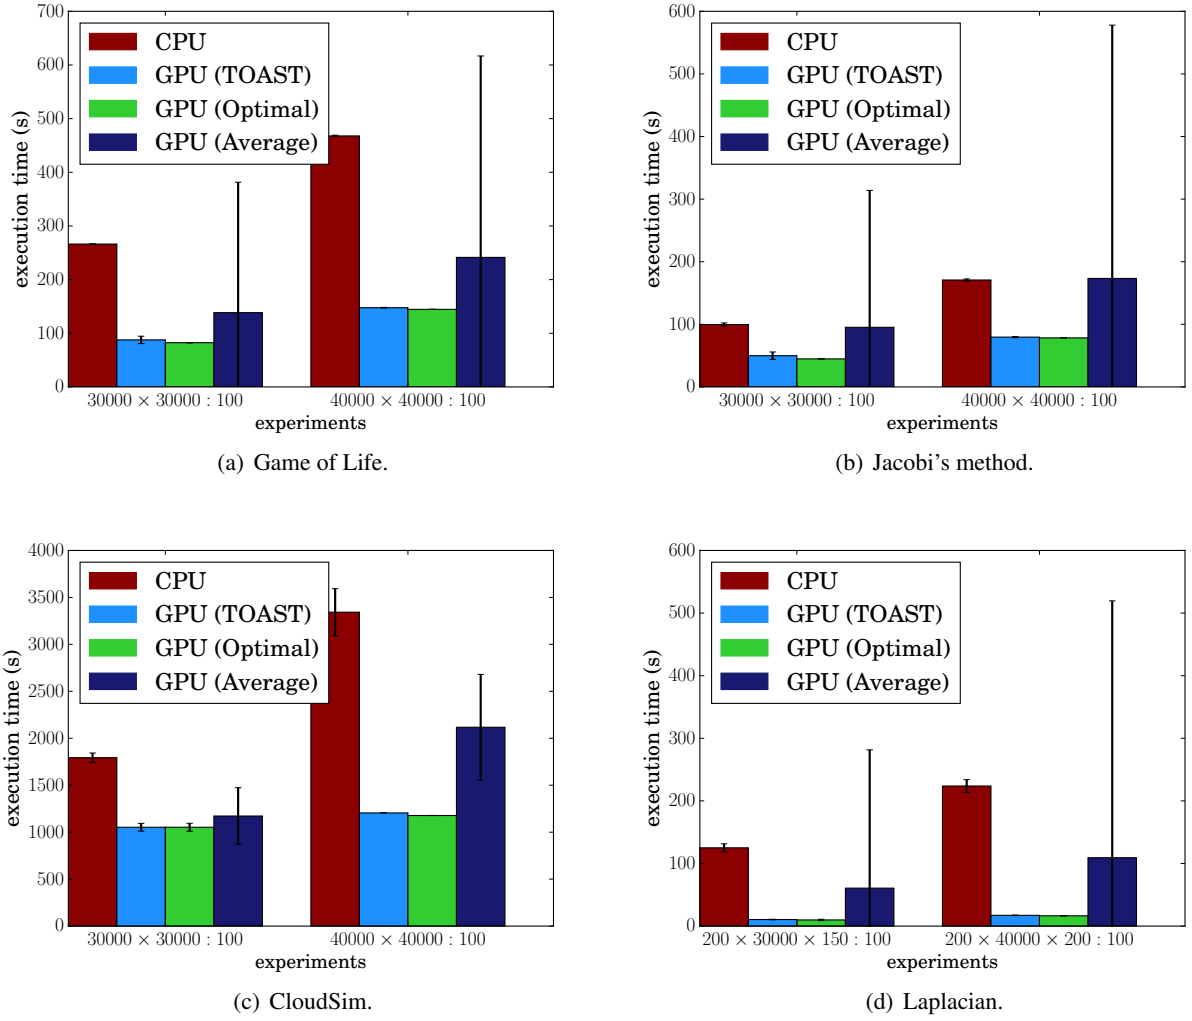 700
600
500
400
300
200
100
0
execution time (s)
CPU
GPU (TOAST)
GPU (Optimal)
GPU (Average)
30000 × 30000 : 100
40000 × 40000 : 100
experiments
(a) Game of Life.
600
500
400
300
200
100
0
execution time (s)
CPU
GPU (TOAST)
GPU (Optimal)
GPU (Average)
30000 × 30000 : 100
40000 × 40000 : 100
experiments
(b) Jacobi's method.
4000
3500
3000
2500
2000
1500
1000
500
0
execution time (s)
CPU
GPU (TOAST)
GPU (Optimal)
GPU (Average)
30000 × 30000 : 100
40000 × 40000 : 100
experiments
(c) CloudSim.
600
500
400
300
200
100
0
execution time (s)
CPU
GPU (TOAST)
GPU (Optimal)
GPU (Average)
200 × 30000 × 150 : 100
200 × 40000 × 200 : 100
experiments
(d) Laplacian.